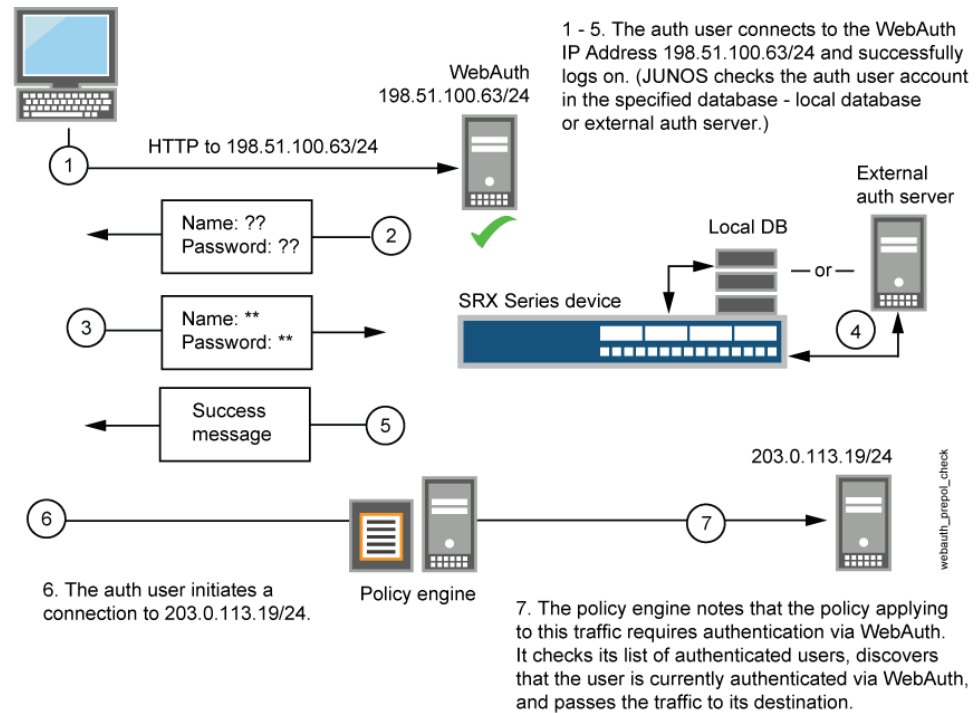 1 - 5. The auth user connects to the WebAuth
IP Address 198.51.100.63/24 and successfully
logs on. (JUNOS checks the auth user account
in the specified database - local database
or external auth server.)
WebAuth
198.51.100.63/24
1
HTTP to 198.51.100.63/24
Name: ??
Password: ??
2
External
auth server
Local DB
or
SRX Series device
3
Name: **
Password: **
4
Success
message
5
203.0.113.19/24
webauth_prepol_check
6
7
Policy engine
6. The auth user initiates a
connection to 203.0.113.19/24.
7. The policy engine notes that the policy applying
to this traffic requires authentication via WebAuth.
It checks its list of authenticated users, discovers
that the user is currently authenticated via WebAuth,
and passes the traffic to its destination.